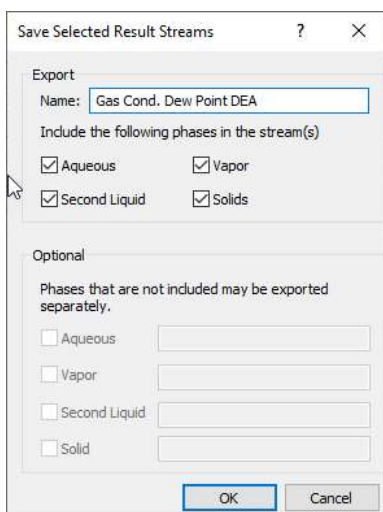 Save Selected Result Streams ? ×
Export
Name: Gas Cond. Dew Point DEA
Include the following phases in the stream(s)
Aqueous Vapor
Second Liquid Solids
Optional
Phases that are not included may be exported
separately.
Aqueous
Vapor
Second Liquid
Solid
OK Cancel